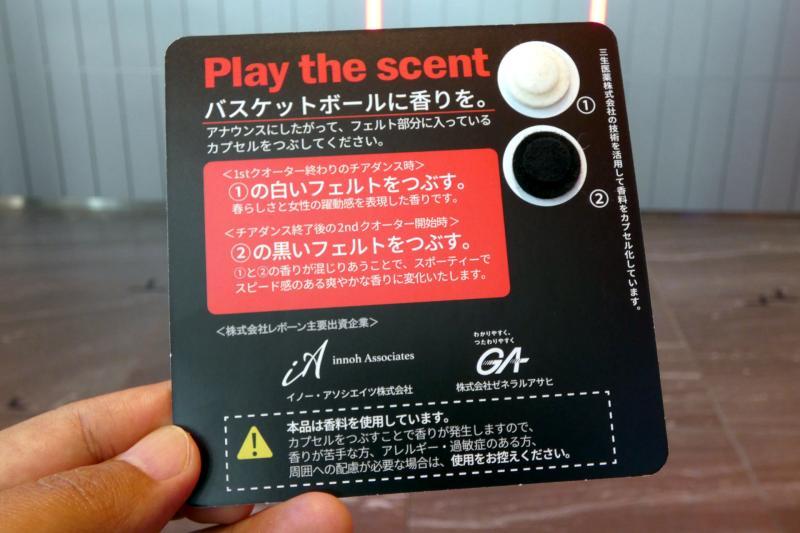 Play the scent
バスケットボールに香りを。
アナウンスにしたがって、フェルト部分に入っている
カプセルをつぶしてください。
①
②
三生医薬株式会社の技術を活用して香料をカプセル化しています。
＜1stクオーター終わりのチアダンス時＞
①の白いフェルトをつぶす。
春らしさと女性の躍動感を表現した香りです。
＜チアダンス終了後の2ndクオーター開始時＞
②の黒いフェルトをつぶす。
①と②の香りが混じりあうことで、スポーティーで
スピード感のある爽やかな香りに変化いたします。
＜株式会社レボーン主要出資企業＞
iA innoh Associates
イノー・アソシエイツ株式会社
わかりやすく、
つたわりやすく
GA
株式会社ゼネラルアサヒ
本品は香料を使用しています。
カプセルをつぶすことで香りが発生しますので、
香りが苦手な方、アレルギー・過敏症のある方、
周囲への配慮が必要な場合は、使用をお控えください。